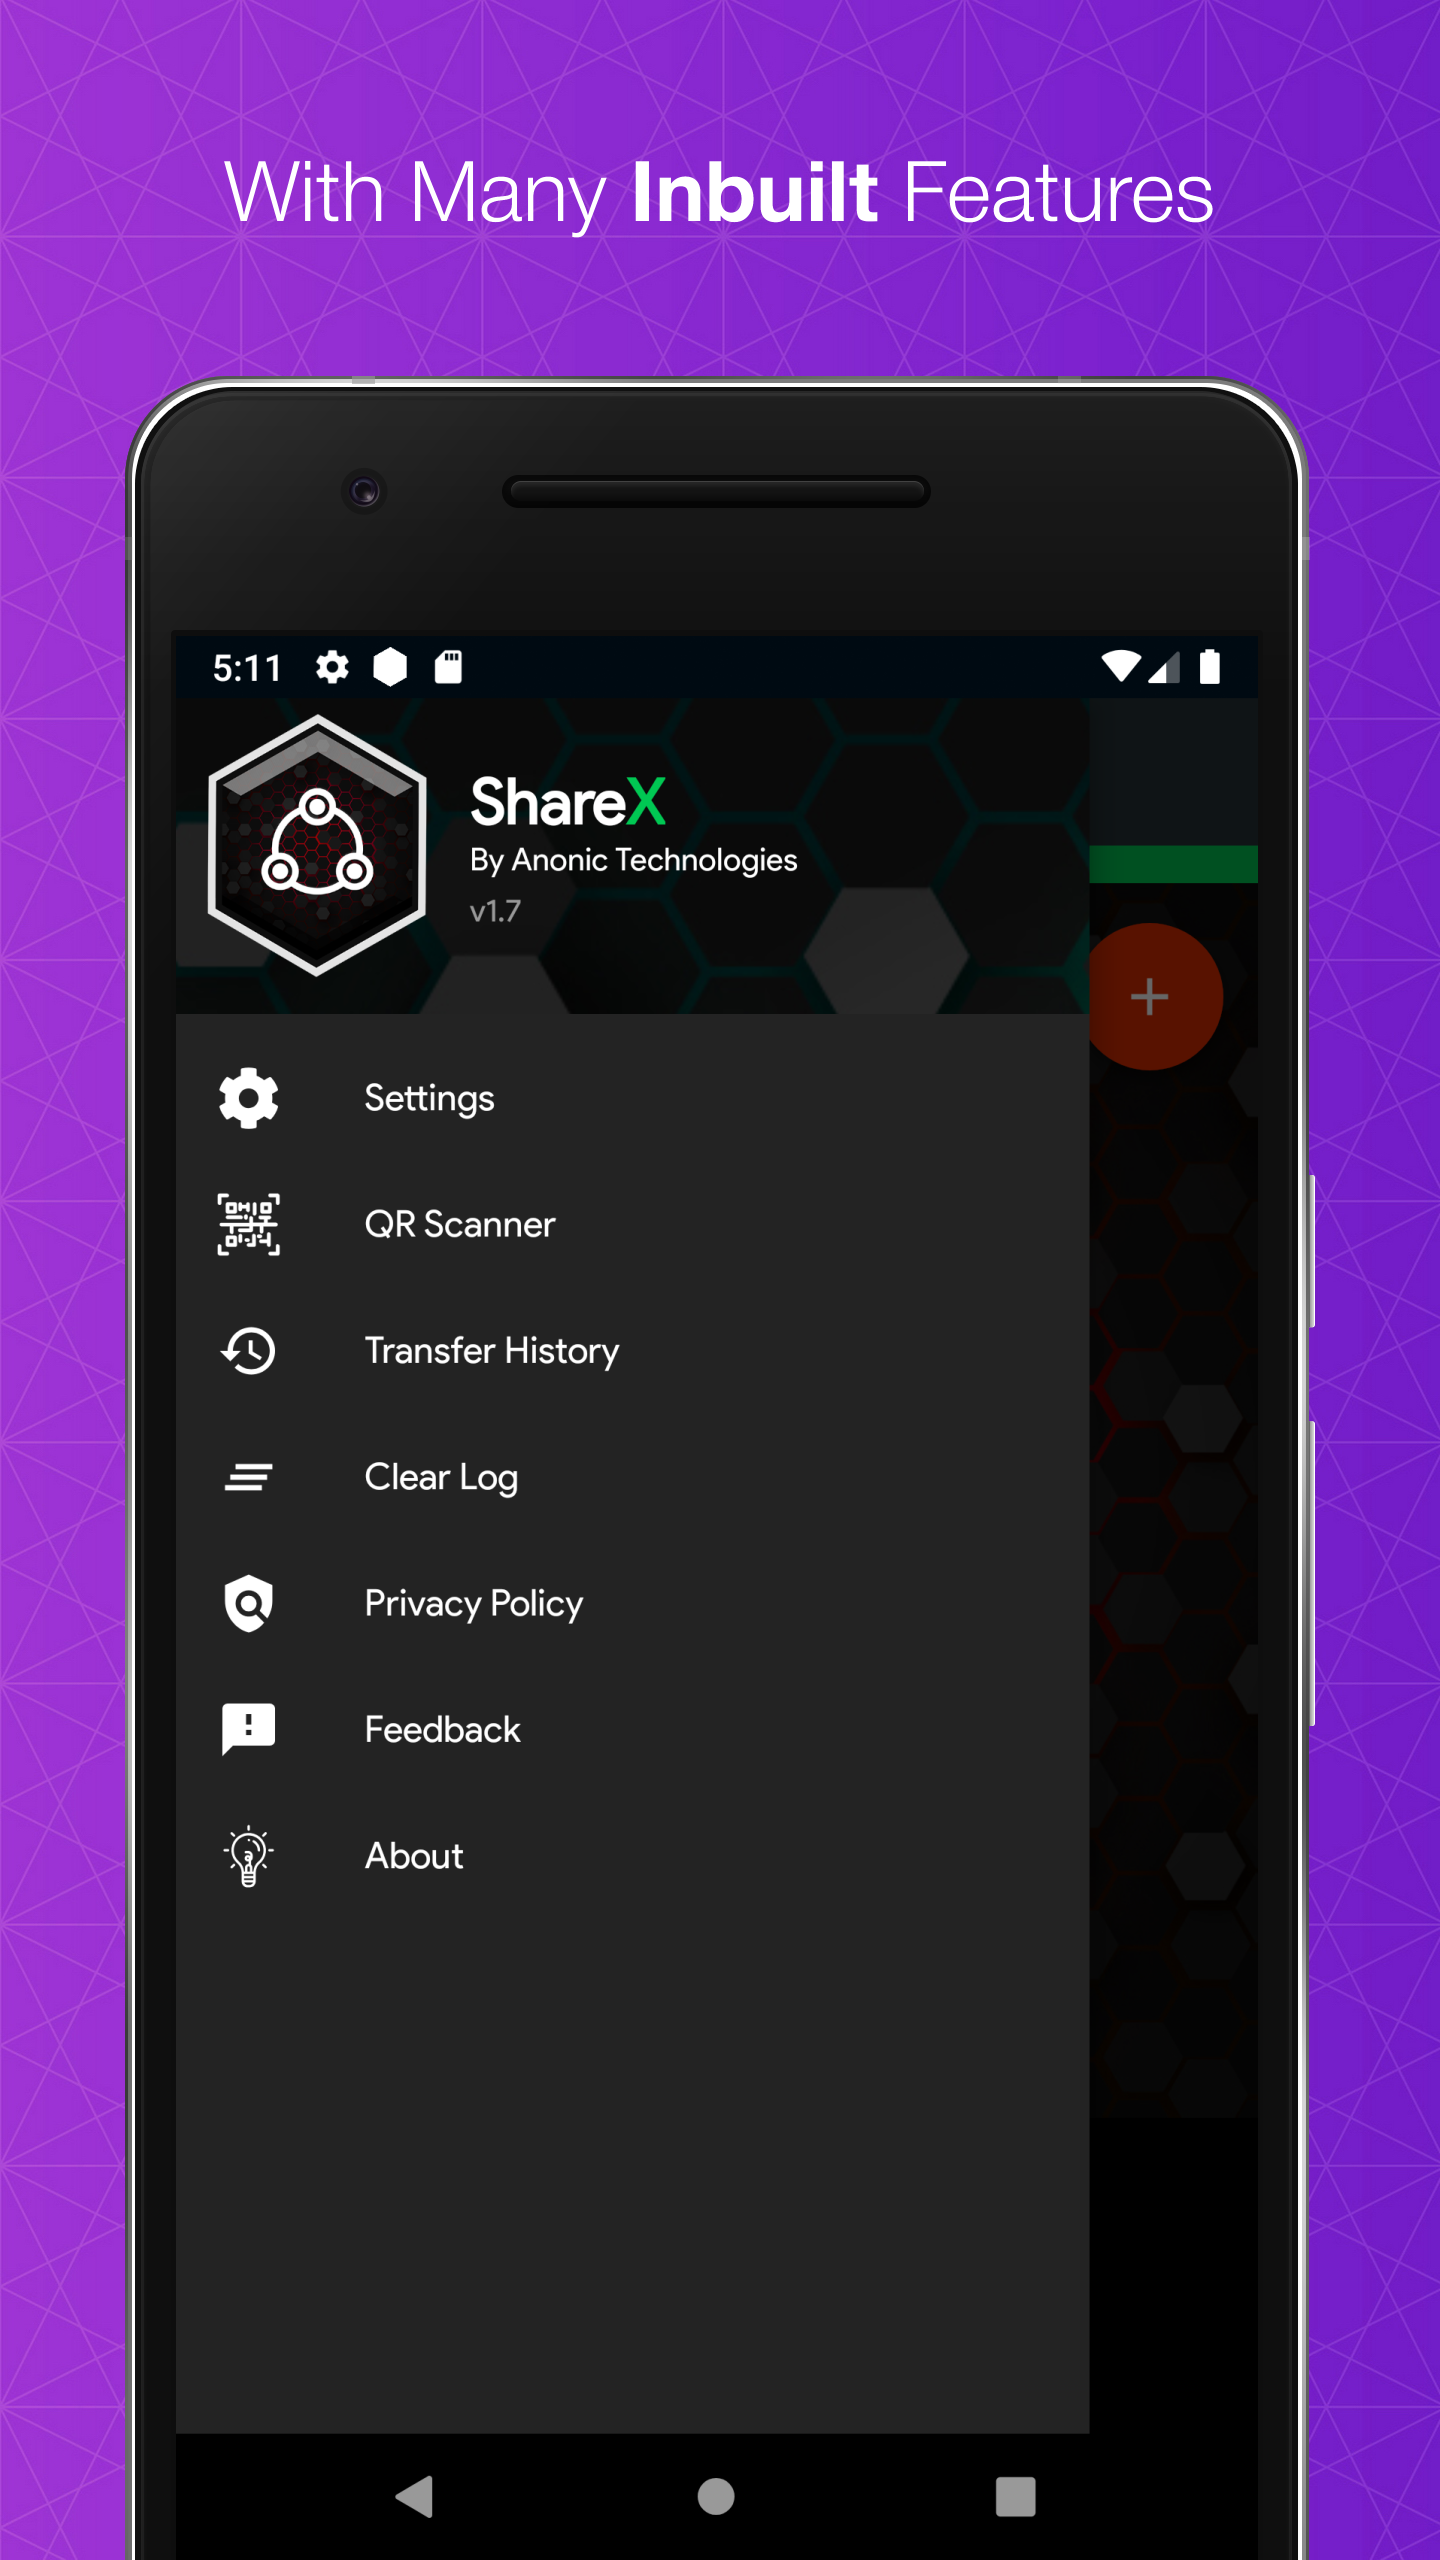 With Many Inbuilt Features
5:11
ShareX
By Anonic Technologies
v1.7
Settings
QR Scanner
Transfer History
Clear Log
Privacy Policy
Feedback
About